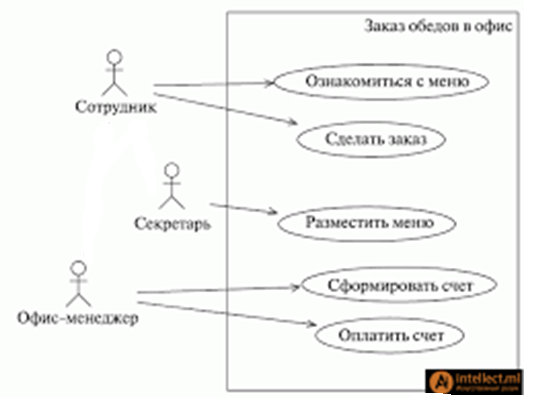 Заказ обедов в офис
Ознакомиться с меню
Сотрудник
Сделать заказ
Секретарь
Разместить меню
Сформировать счет
Офис-менеджер
Оплатить счет
intellect.ml